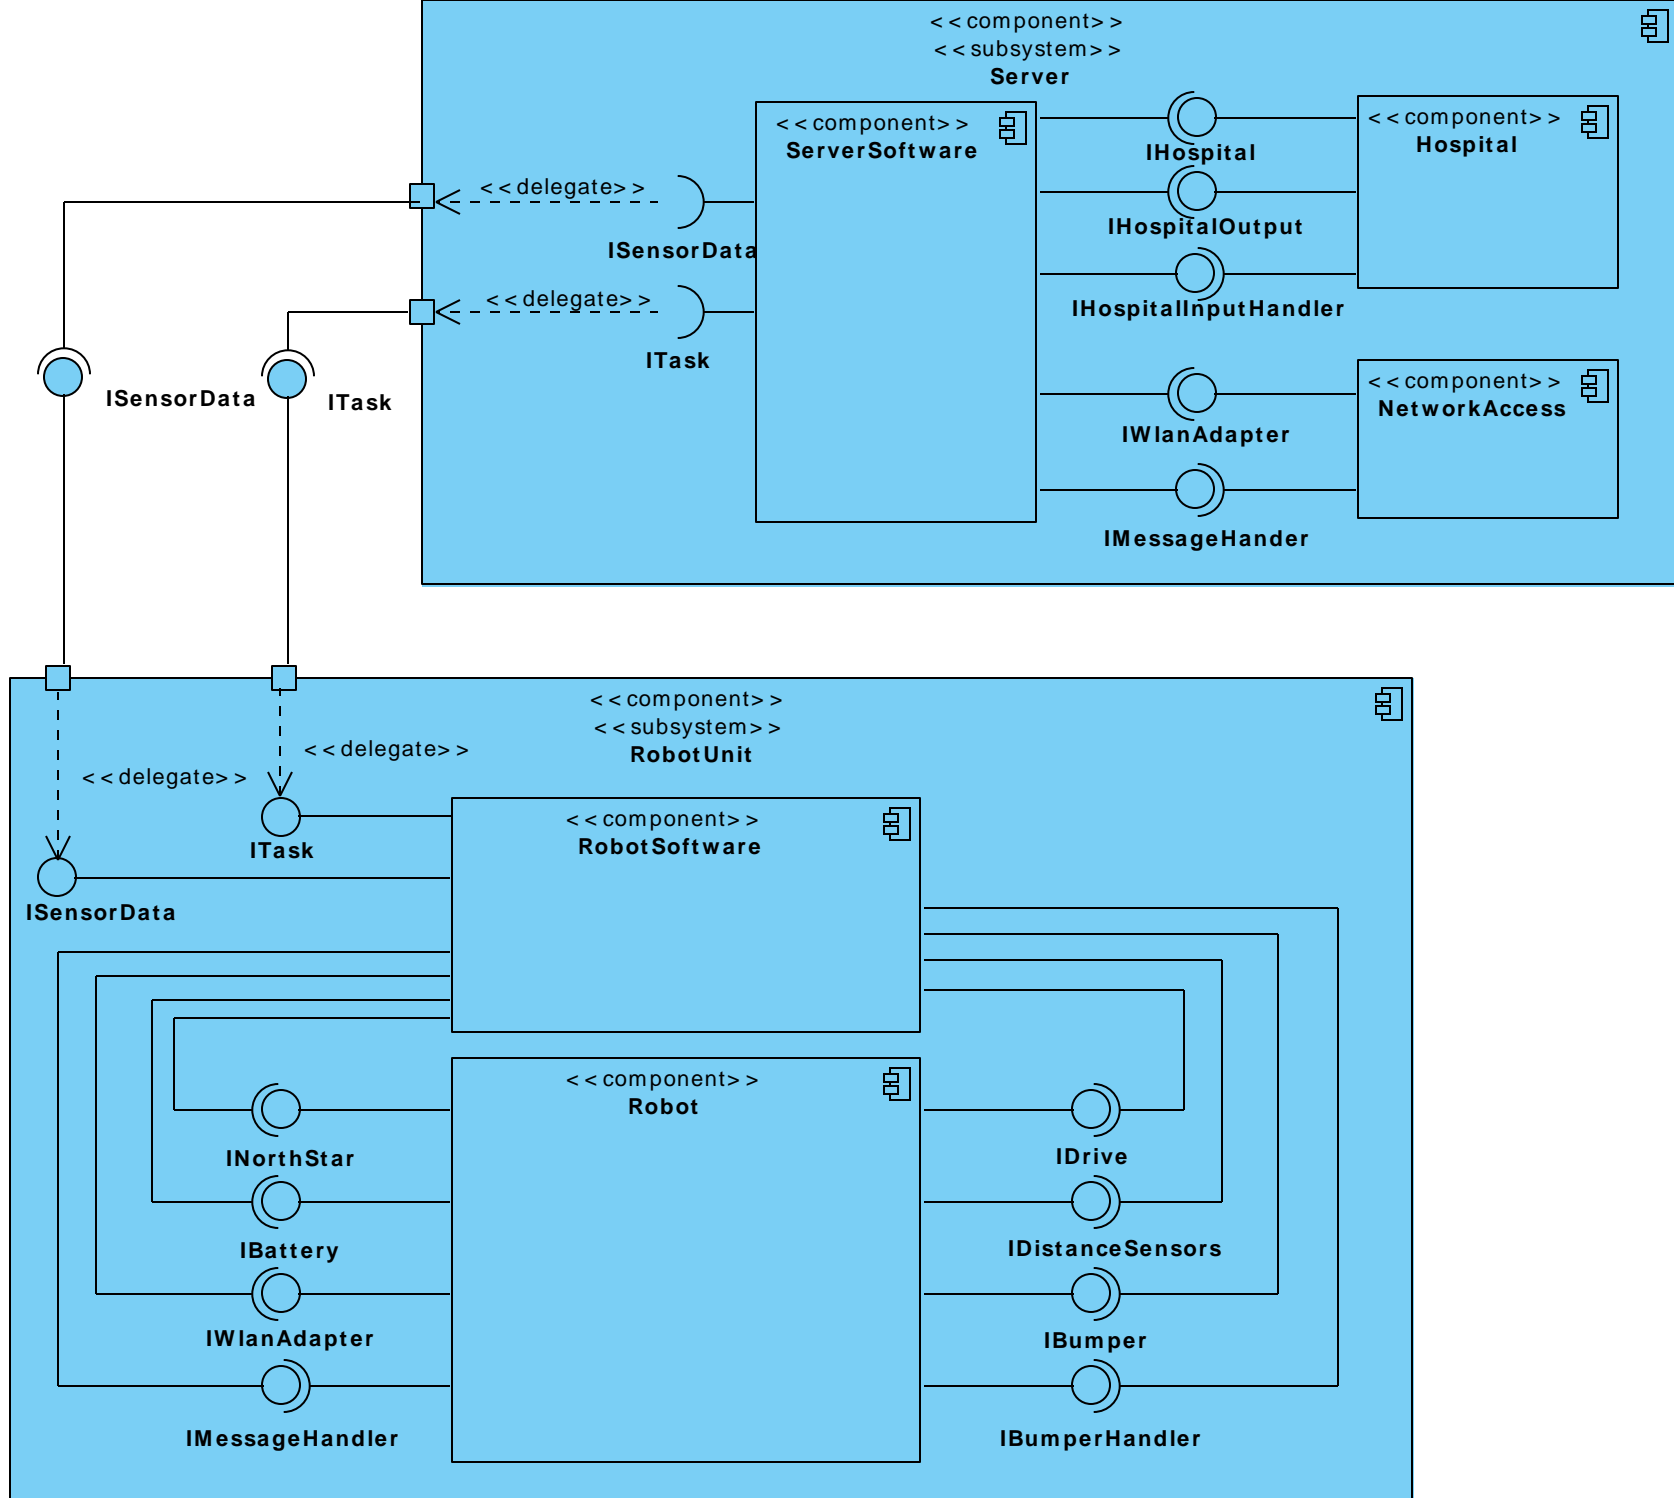 <<component>>
<<subsystem>>
Server
<<component>>
ServerSoftware
<<delegate>>
ISensorData
<<delegate>>
ITask
IHospital
IHospitalOutput
IHospitalInputHandler
<<component>>
Hospital
IWlanAdapter
IMessageHander
<<component>>
NetworkAccess
ISensorData
ITask
<<component>>
<<subsystem>>
RobotUnit
<<delegate>>
<<delegate>>
ITask
ISensorData
<<component>>
RobotSoftware
<<component>>
Robot
INorthStar
IBattery
IWlanAdapter
IMessageHandler
IDrive
IDistanceSensors
IBumper
IBumperHandler